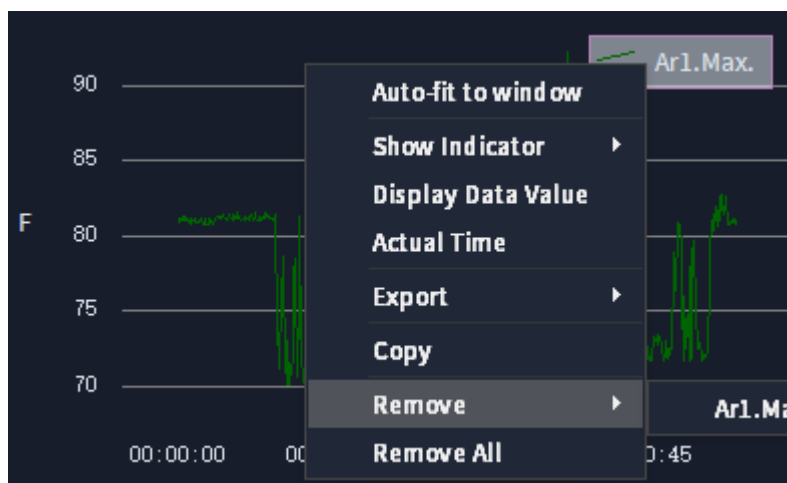 Ar1.Max.
90
Auto-fit to window
85
Show Indicator
Display Data Value
F
80
Actual Time
75
Export
Copy
70
Remove
00:00:00
Remove All